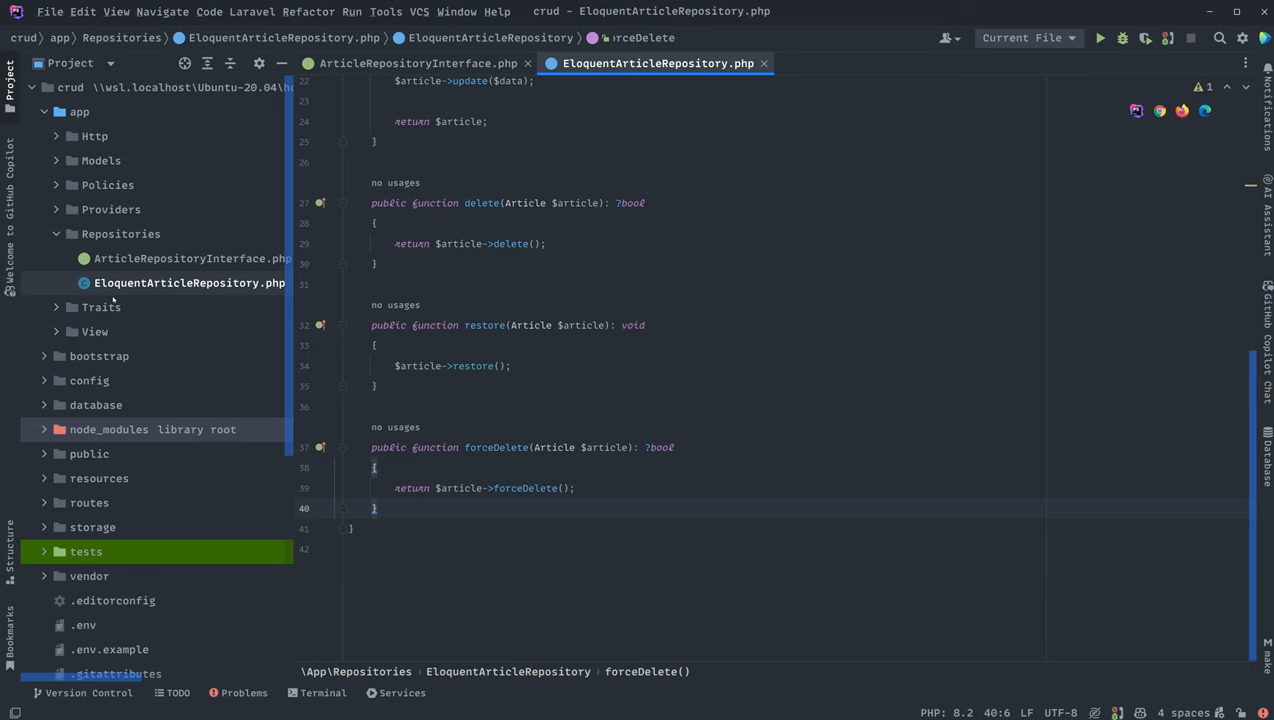 File Edit View Navigate Code Laravel Refactor Run Tools VCS Window Help crud – EloquentArticleRepository.php
crud app Repositories EloquentArticleRepository.php EloquentArticleRepository forceDelete Current File
Project ArticleRepositoryInterface.php EloquentArticleRepository.php
crud \\wsl.localhost\Ubuntu-20.04\h
app
Http
Models
Policies
Providers
Repositories
ArticleRepositoryInterface.php
EloquentArticleRepository.php
Traits
View
bootstrap
config
database
node_modules library root
public
resources
routes
storage
tests
vendor
.editorconfig
.env
.env.example
.gitattributes
22 $article->update($data);
23
24 return $article;
25 }
26
no usages
27 public function delete(Article $article): ?bool
28 {
29 return $article->delete();
30 }
31
no usages
32 public function restore(Article $article): void
33 {
34 $article->restore();
35 }
36
no usages
37 public function forceDelete(Article $article): ?bool
38 {
39 return $article->forceDelete();
40 }
41 }
42
1
\App\Repositories EloquentArticleRepository forceDelete()
Version Control TODO Problems Terminal Services
PHP: 8.2 40:6 LF UTF-8 4 spaces
Project
Welcome to GitHub Copilot
Structure
Bookmarks
Notifications
AI Assistant
GitHub Copilot Chat
Database
make